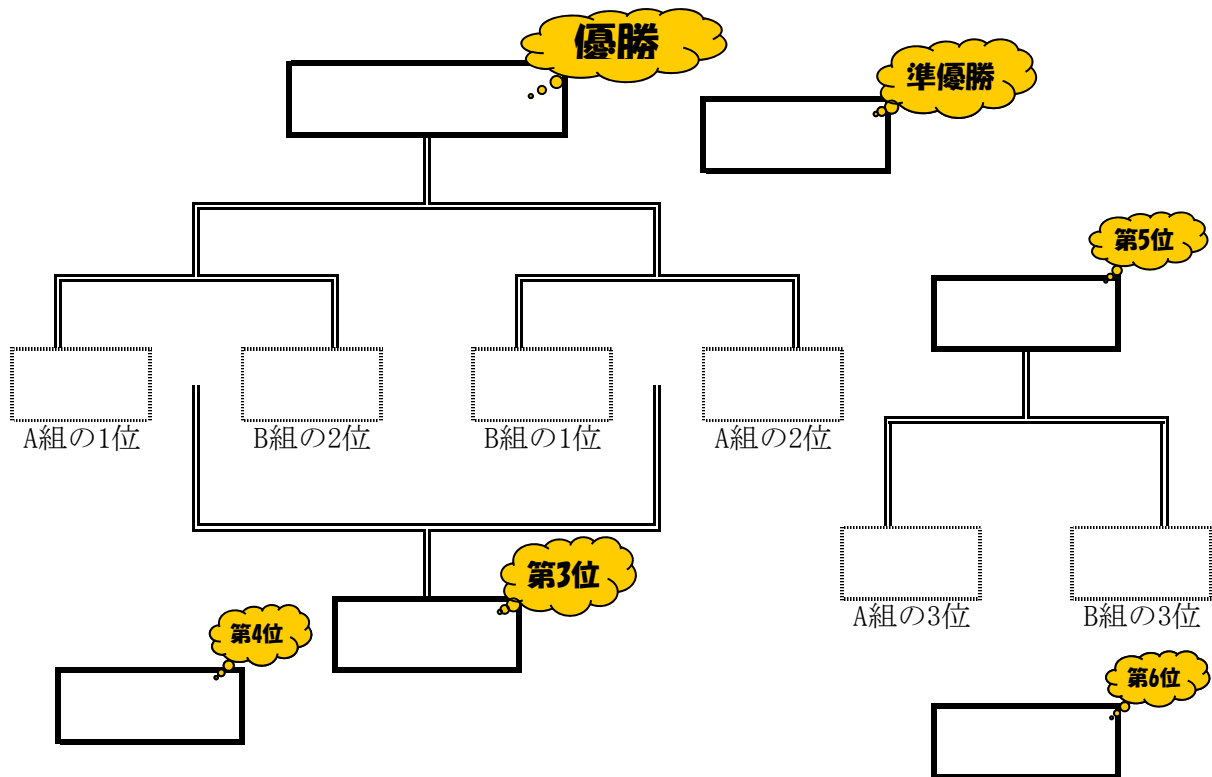 優勝
準優勝
第5位
A組の1位
B組の2位
B組の1位
A組の2位
第3位
A組の3位
B組の3位
第4位
第6位